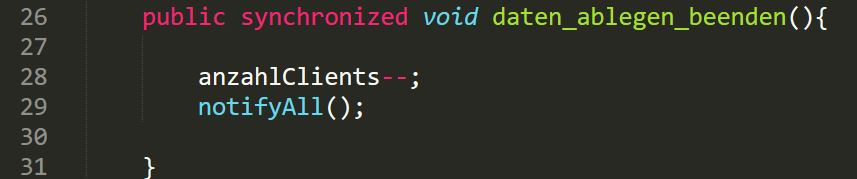 26 public synchronized void daten_ablegen_beenden(){
27
28 anzahlClients--;
29 notifyAll();
30
31 }